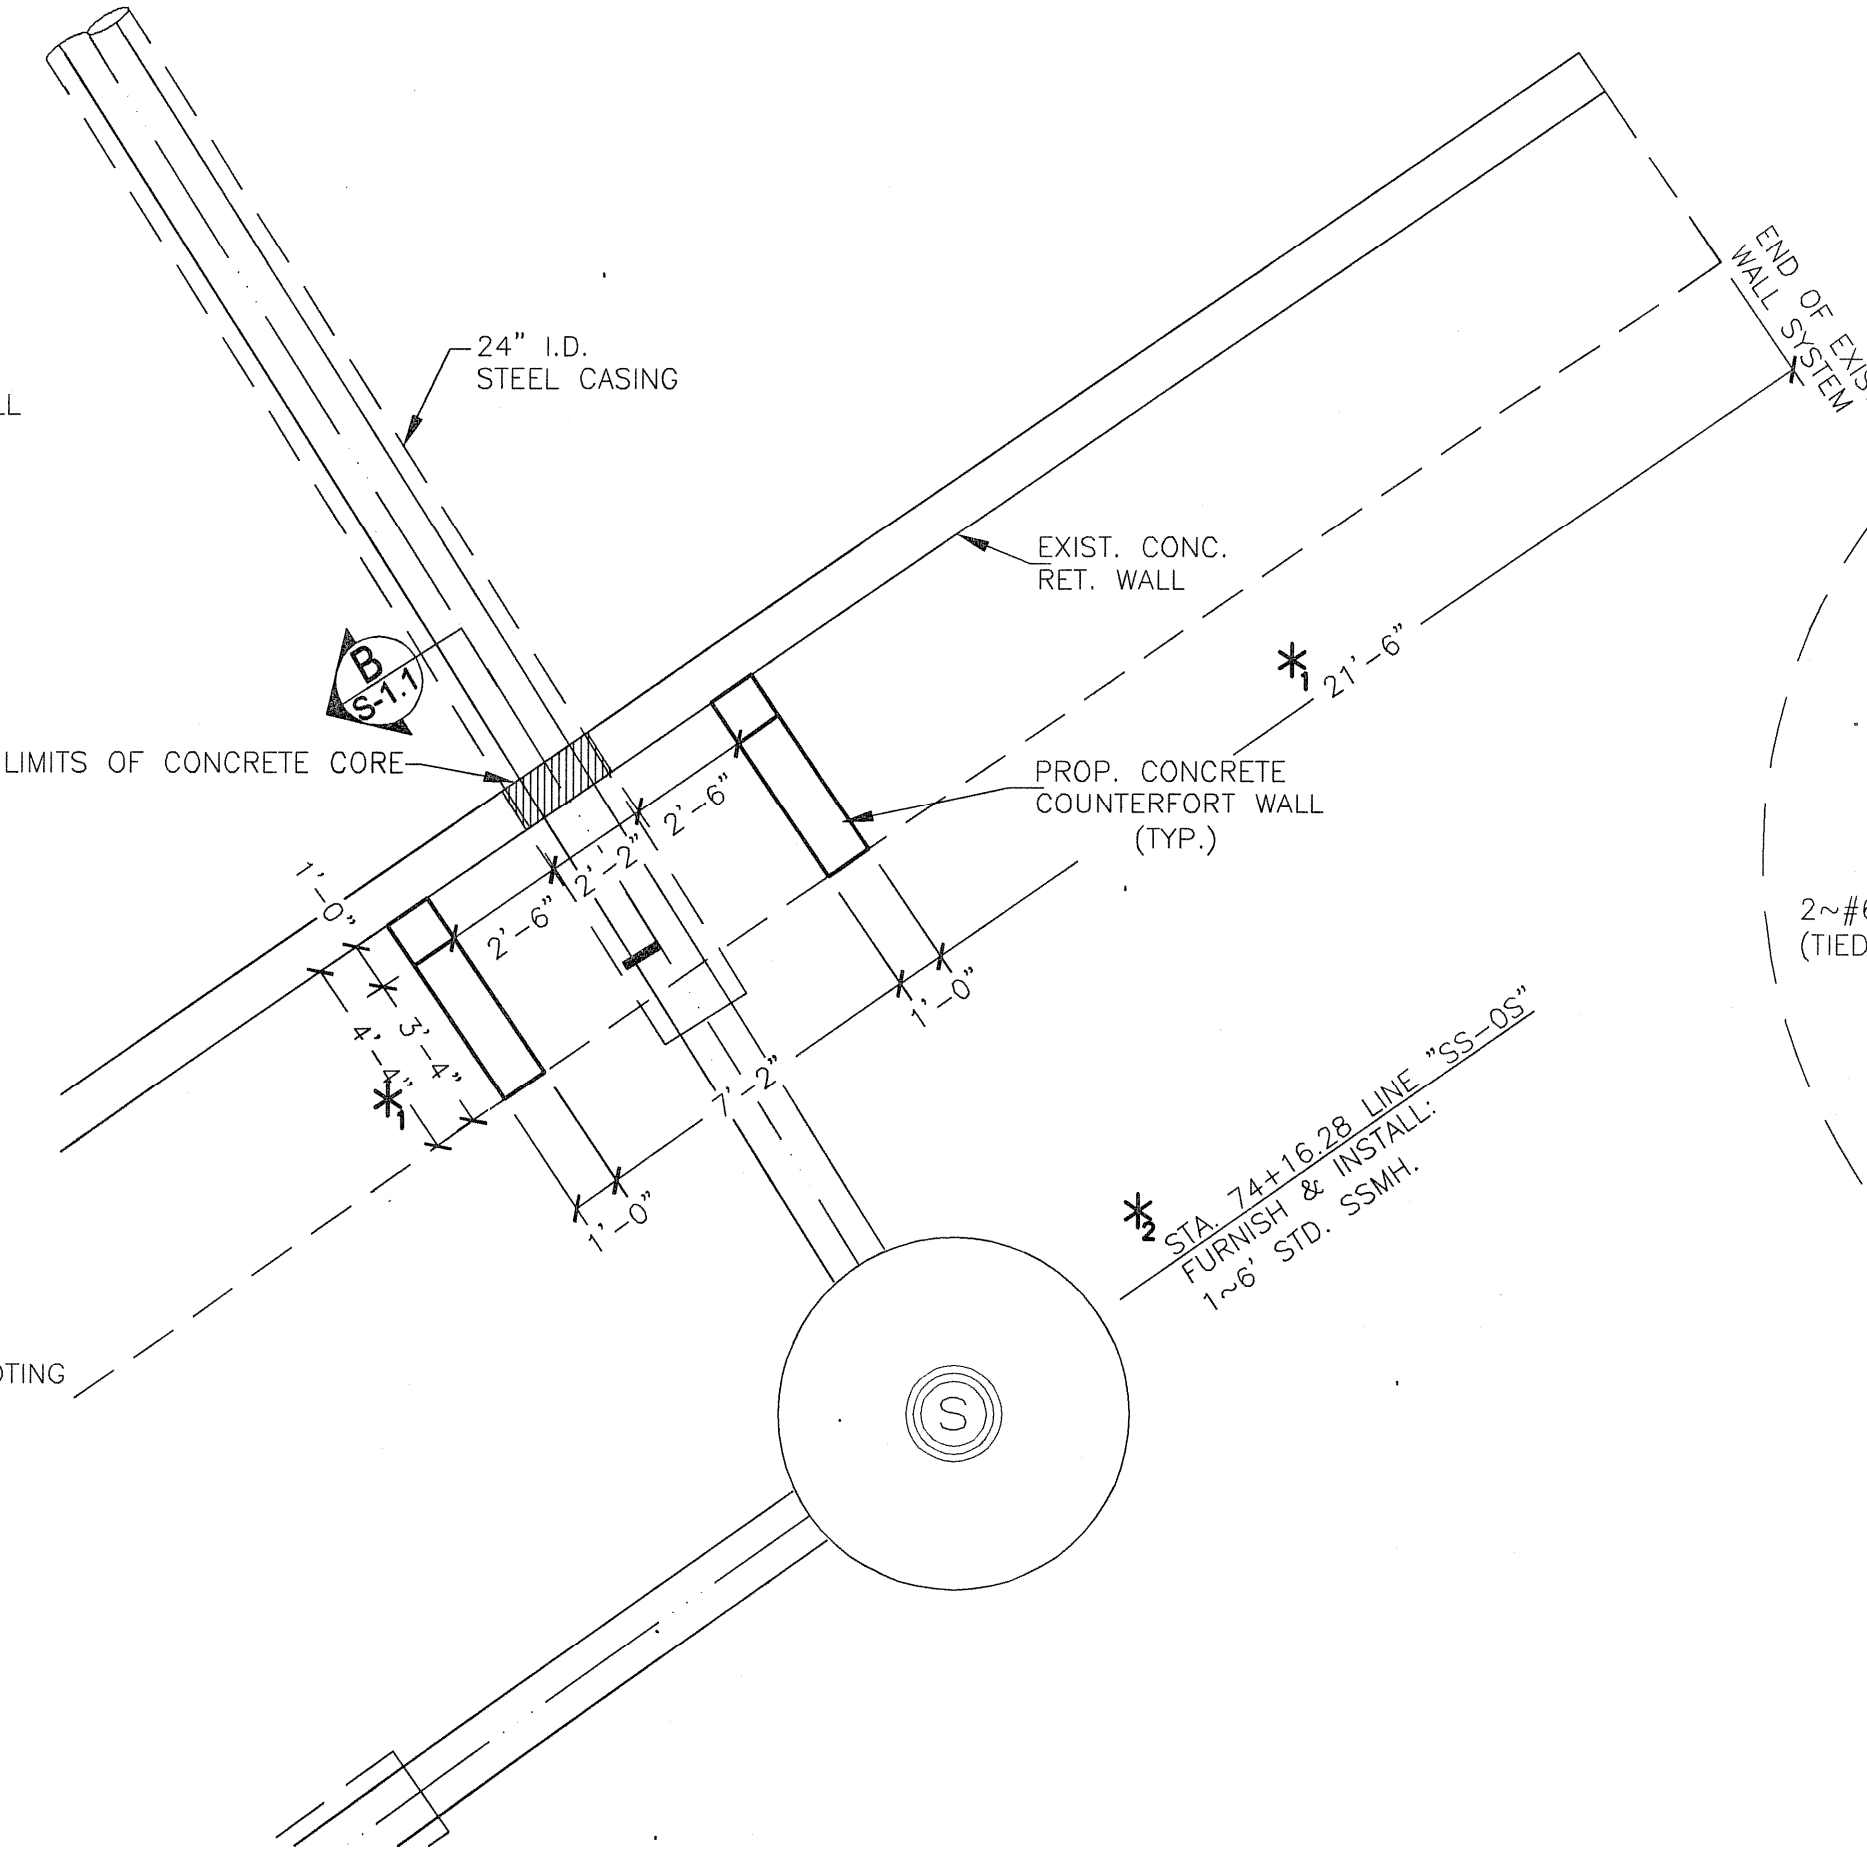 24" I.D.
STEEL CASING
LL
END OF EXIS
WALL SYSTEM
EXIST. CONC.
RET. WALL
B
S-1.1
*1 21'-6"
LIMITS OF CONCRETE CORE
PROP. CONCRETE
COUNTERFORT WALL
(TYP.)
2'-6"
2'-2"
2'-6"
1'-0"
2~#6
(TIED
3'-4"
4'-4"
*1
1'-0"
7'-2"
1'-0"
*2
STA. 74+16.28 LINE "SS-OS"
FURNISH & INSTALL:
1~6' STD. SSMH.
OTING
S